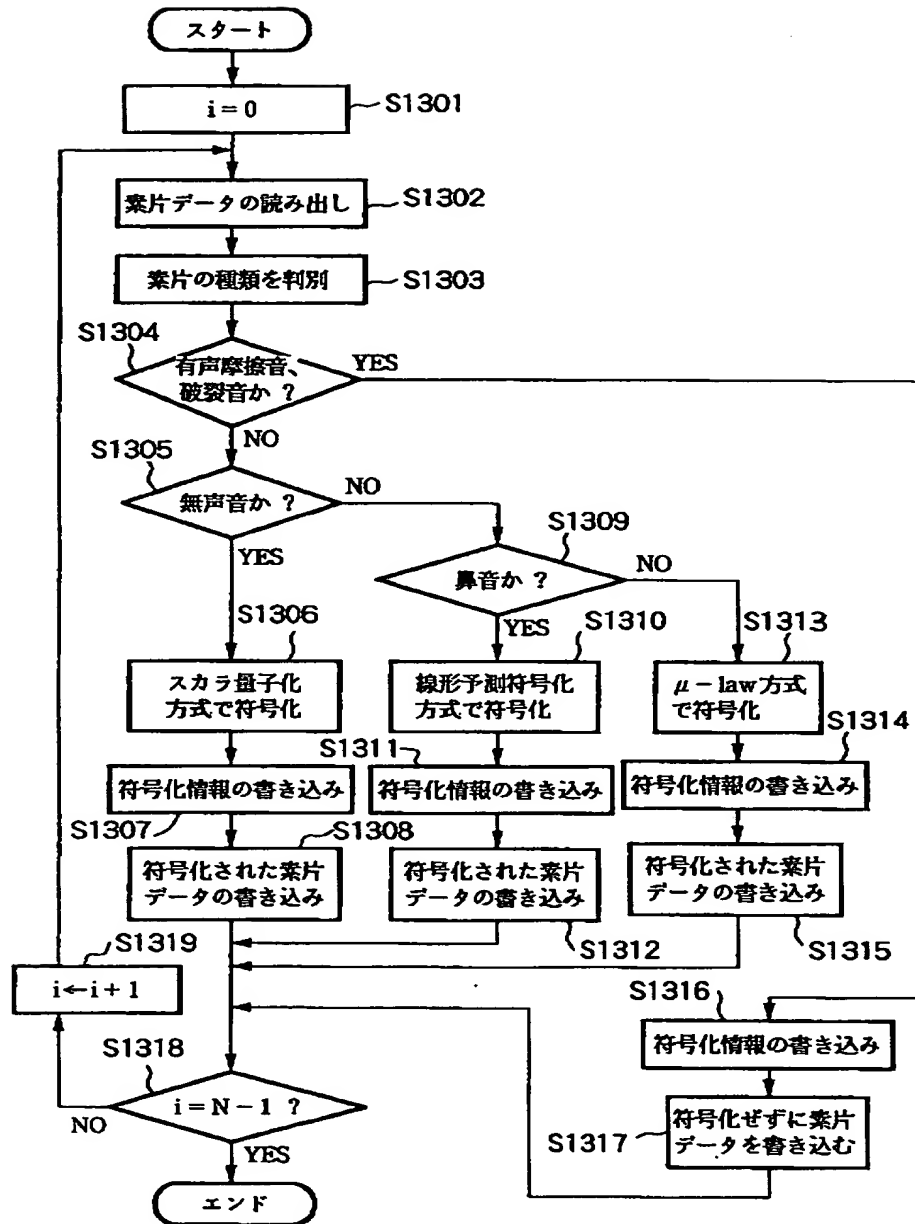 スタート
i = 0
S1301
素片データの読み出し
S1302
素片の種類を判別
S1303
S1304
有声摩擦音、
破裂音か ?
YES
NO
S1305
無声音か ?
NO
YES
S1309
鼻音か ?
NO
YES
S1306
スカラ量子化
方式で符号化
S1310
線形予測符号化
方式で符号化
S1313
μ-law方式
で符号化
符号化情報の書き込み
S1307
S1311
符号化情報の書き込み
S1314
符号化情報の書き込み
S1308
符号化された素片
データの書き込み
符号化された素片
データの書き込み
S1312
符号化された素片
データの書き込み
S1315
S1319
i←i + 1
S1316
符号化情報の書き込み
S1318
i = N - 1 ?
NO
YES
S1317
符号化せずに素片
データを書き込む
エンド